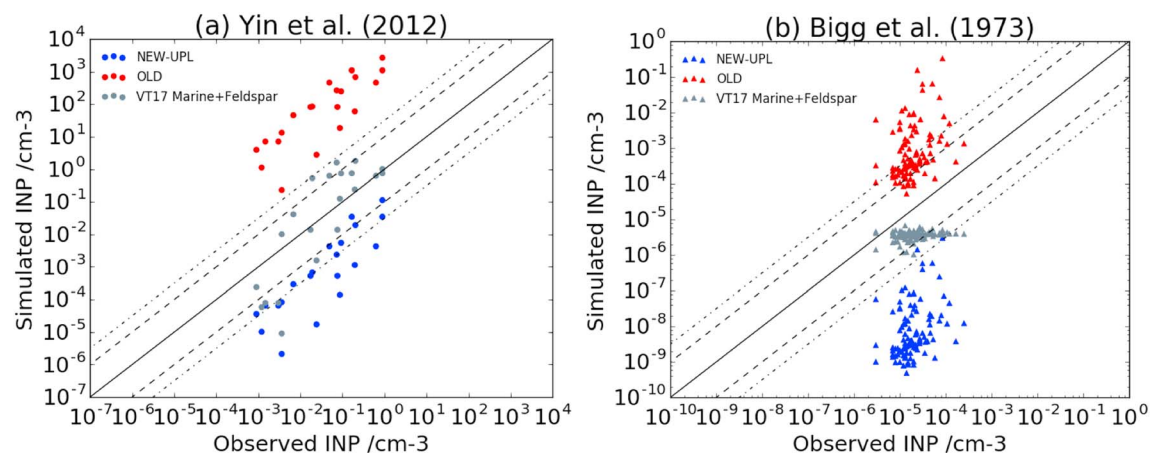 (a) Yin et al. (2012)
10^4
10^3
10^2
10^1
10^0
10^-1
10^-2
10^-3
10^-4
10^-5
10^-6
10^-7
Simulated INP /cm-3
NEW-UPL
OLD
VT17 Marine+Feldspar
10^-7 10^-6 10^-5 10^-4 10^-3 10^-2 10^-1 10^0 10^1 10^2 10^3 10^4
Observed INP /cm-3
(b) Bigg et al. (1973)
10^0
10^-1
10^-2
10^-3
10^-4
10^-5
10^-6
10^-7
10^-8
10^-9
10^-10
Simulated INP /cm-3
NEW-UPL
OLD
VT17 Marine+Feldspar
10^-10 10^-9 10^-8 10^-7 10^-6 10^-5 10^-4 10^-3 10^-2 10^-1 10^0
Observed INP /cm-3